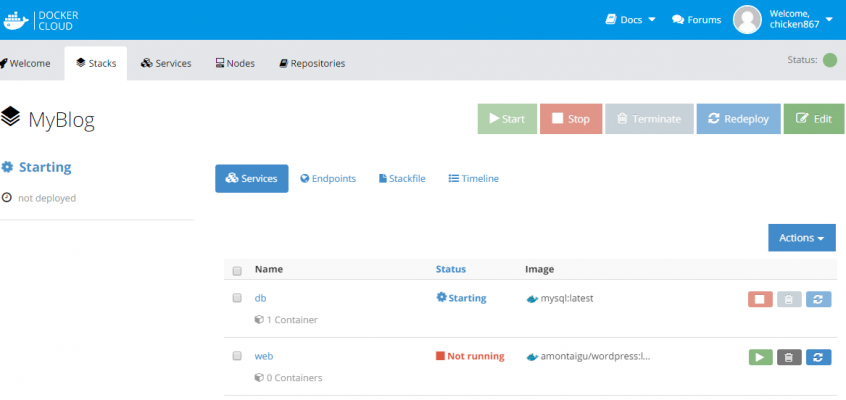 DOCKER
CLOUD
Docs
Forums
Welcome,
chicken867
Welcome
Stacks
Services
Nodes
Repositories
Status:
MyBlog
Start
Stop
Terminate
Redeploy
Edit
Starting
not deployed
Services
Endpoints
Stackfile
Timeline
Actions
Name Status Image
db Starting mysql:latest
1 Container
web Not running amontaigu/wordpress:l...
0 Containers